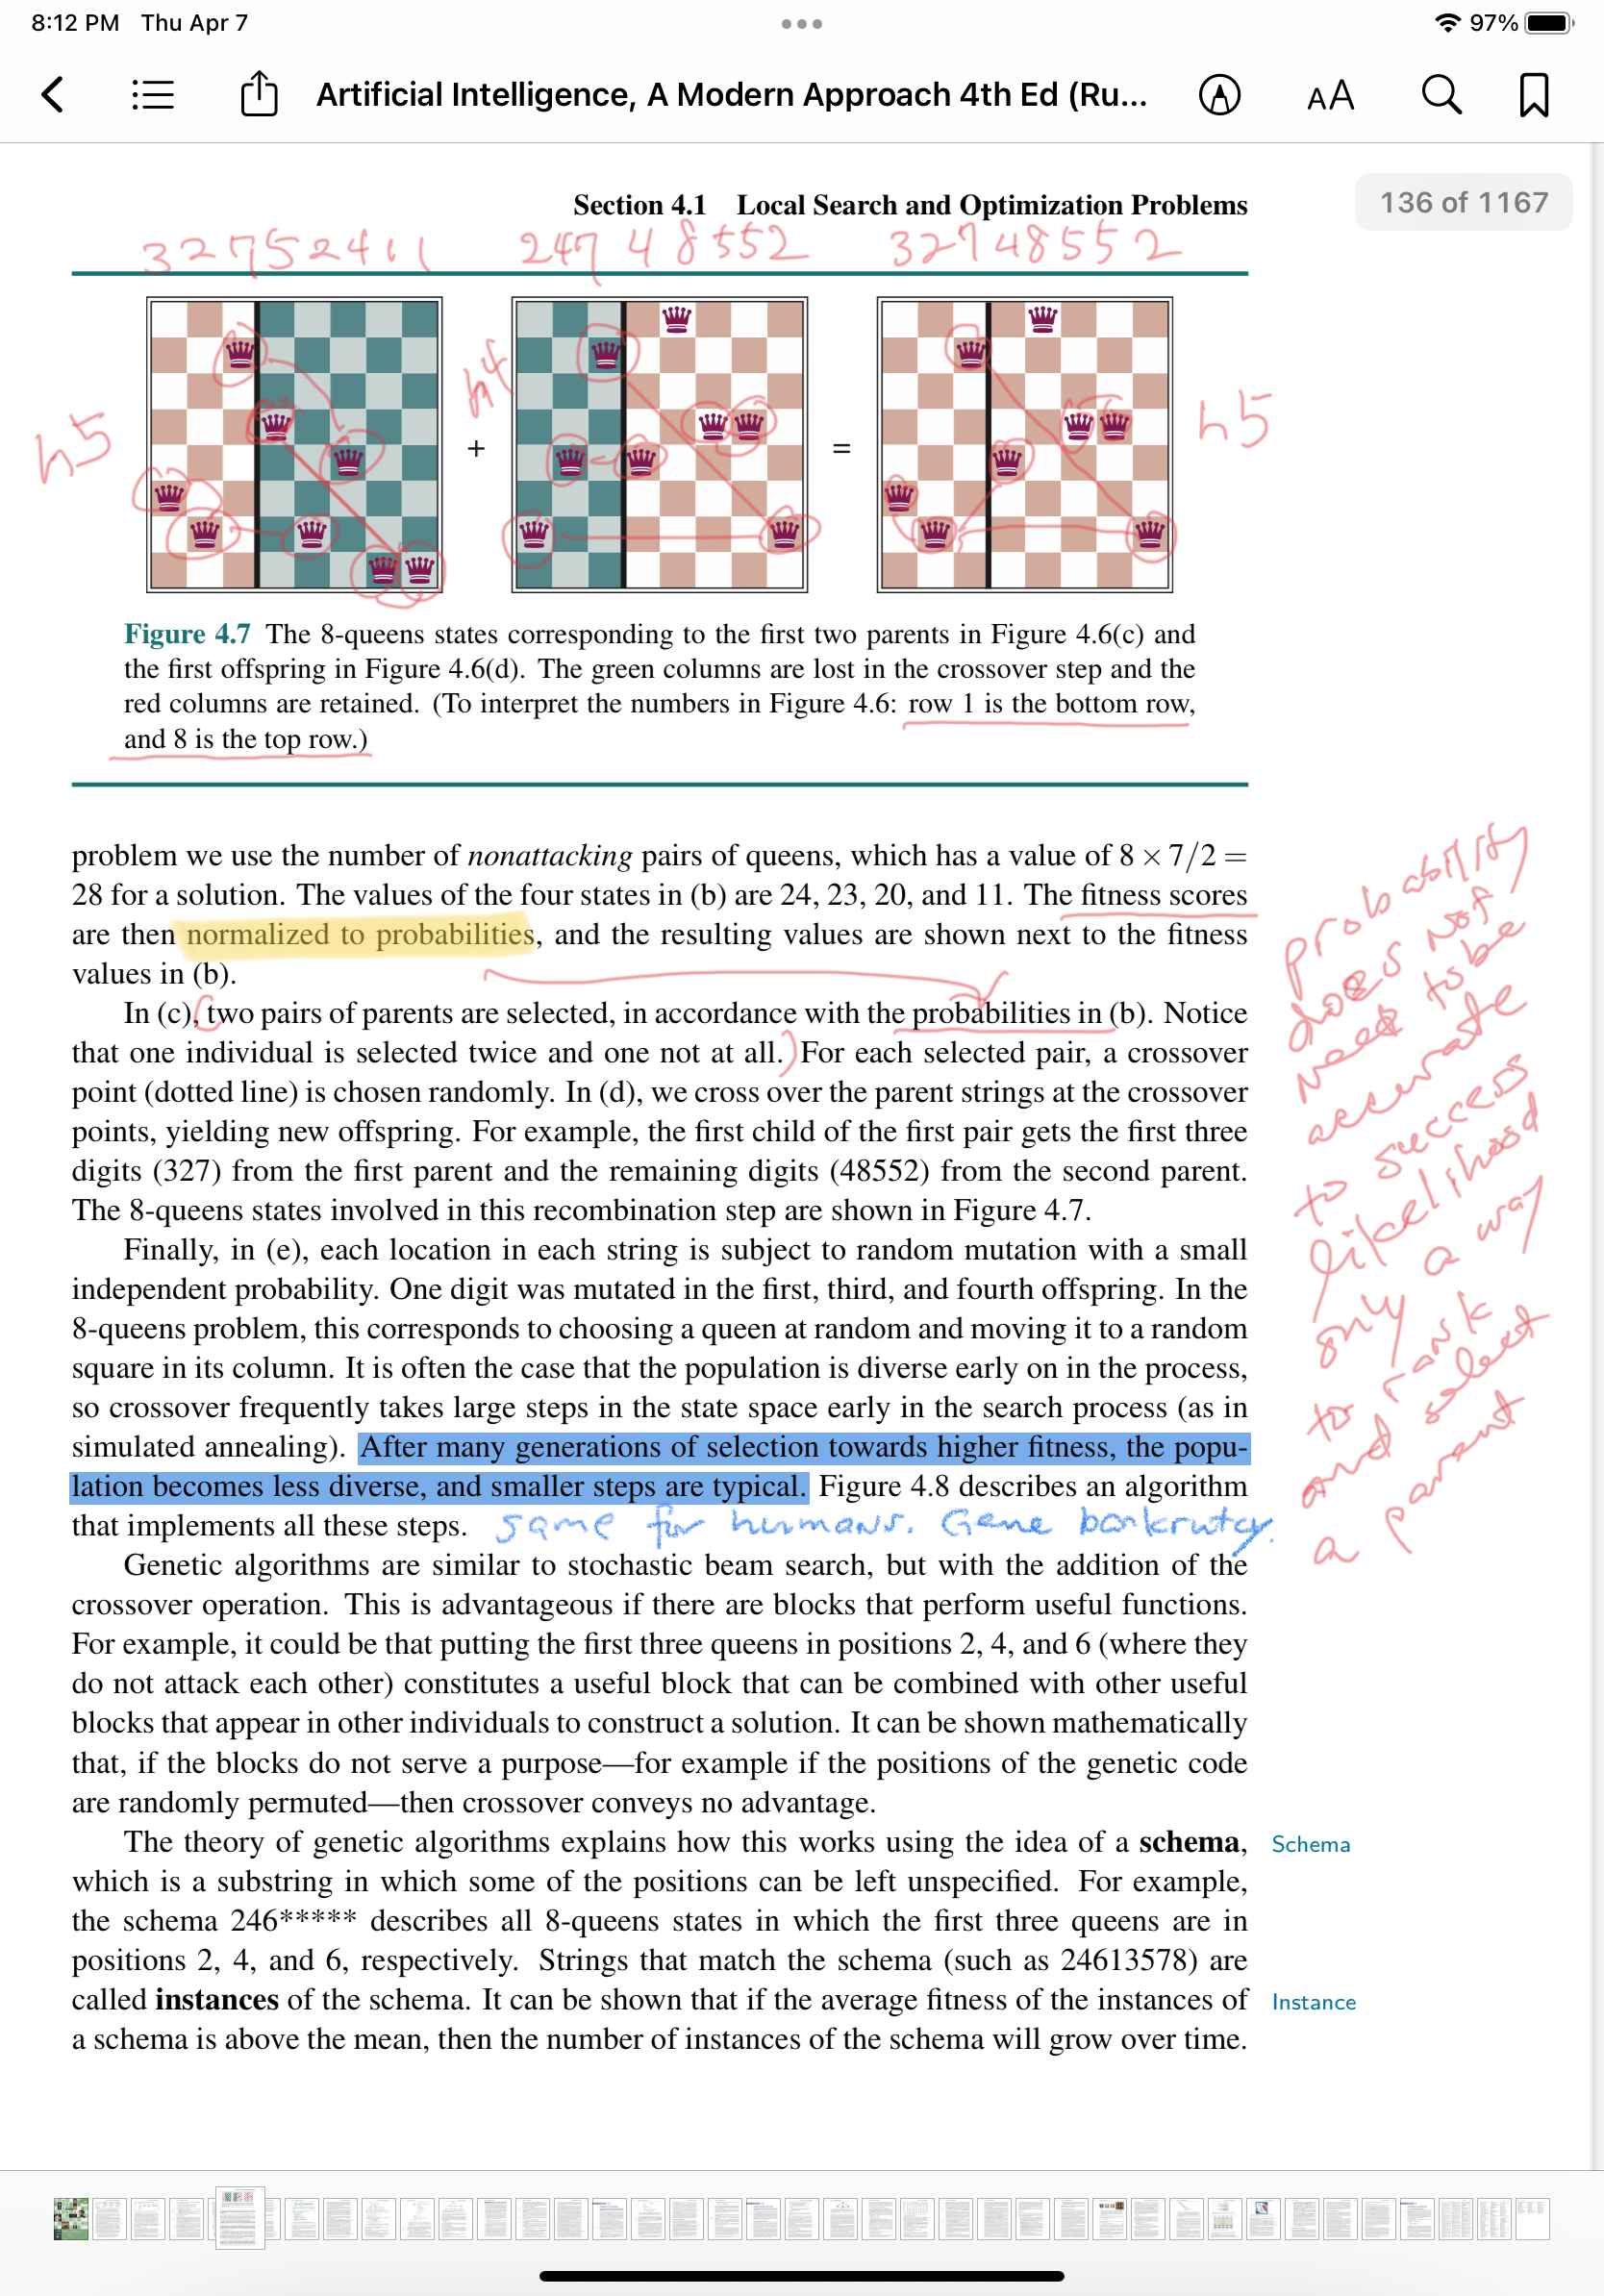 8:12 PM Thu Apr 7
97%
Artificial Intelligence, A Modern Approach 4th Ed (Ru...
AA
136 of 1167
Section 4.1 Local Search and Optimization Problems
32752411 24748552 32748552
h5 h4 + = h5
Figure 4.7 The 8-queens states corresponding to the first two parents in Figure 4.6(c) and
the first offspring in Figure 4.6(d). The green columns are lost in the crossover step and the
red columns are retained. (To interpret the numbers in Figure 4.6: row 1 is the bottom row,
and 8 is the top row.)
problem we use the number of nonattacking pairs of queens, which has a value of 8 × 7/2 =
28 for a solution. The values of the four states in (b) are 24, 23, 20, and 11. The fitness scores
are then normalized to probabilities, and the resulting values are shown next to the fitness
values in (b).
In (c), two pairs of parents are selected, in accordance with the probabilities in (b). Notice
that one individual is selected twice and one not at all. For each selected pair, a crossover
point (dotted line) is chosen randomly. In (d), we cross over the parent strings at the crossover
points, yielding new offspring. For example, the first child of the first pair gets the first three
digits (327) from the first parent and the remaining digits (48552) from the second parent.
The 8-queens states involved in this recombination step are shown in Figure 4.7.
Finally, in (e), each location in each string is subject to random mutation with a small
independent probability. One digit was mutated in the first, third, and fourth offspring. In the
8-queens problem, this corresponds to choosing a queen at random and moving it to a random
square in its column. It is often the case that the population is diverse early on in the process,
so crossover frequently takes large steps in the state space early in the search process (as in
simulated annealing). After many generations of selection towards higher fitness, the popu-
lation becomes less diverse, and smaller steps are typical. Figure 4.8 describes an algorithm
that implements all these steps. same for humans. Gene bankrutcy.
Genetic algorithms are similar to stochastic beam search, but with the addition of the
crossover operation. This is advantageous if there are blocks that perform useful functions.
For example, it could be that putting the first three queens in positions 2, 4, and 6 (where they
do not attack each other) constitutes a useful block that can be combined with other useful
blocks that appear in other individuals to construct a solution. It can be shown mathematically
that, if the blocks do not serve a purpose—for example if the positions of the genetic code
are randomly permuted—then crossover conveys no advantage.
The theory of genetic algorithms explains how this works using the idea of a schema,
which is a substring in which some of the positions can be left unspecified. For example,
the schema 246***** describes all 8-queens states in which the first three queens are in
positions 2, 4, and 6, respectively. Strings that match the schema (such as 24613578) are
called instances of the schema. It can be shown that if the average fitness of the instances of
a schema is above the mean, then the number of instances of the schema will grow over time.
Schema
Instance
probability
does not
need to be
accurate
to success
likelihood
only a way
to rank
and select
a parent